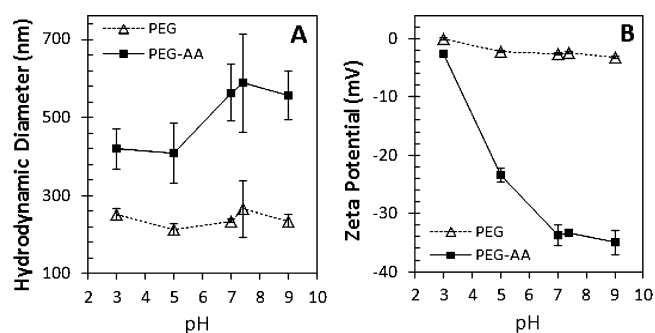 A
PEG
PEG-AA
Hydrodynamic Diameter (nm)
700
500
300
100
2 3 4 5 6 7 8 9 10
pH
B
Zeta Potential (mV)
0
-10
-20
-30
-40
PEG
PEG-AA
2 3 4 5 6 7 8 9 10
pH